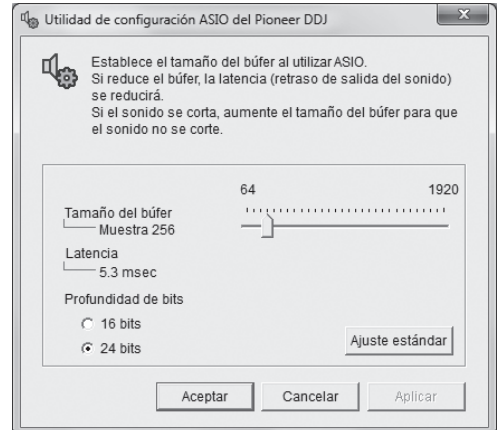 Utilidad de configuración ASIO del Pioneer DDJ
Establece el tamaño del búfer al utilizar ASIO.
Si reduce el búfer, la latencia (retraso de salida del sonido)
se reducirá.
Si el sonido se corta, aumente el tamaño del búfer para que
el sonido no se corte.
64 1920
Tamaño del búfer
Muestra 256
Latencia
5.3 msec
Profundidad de bits
16 bits
24 bits
Ajuste estándar
Aceptar Cancelar Aplicar